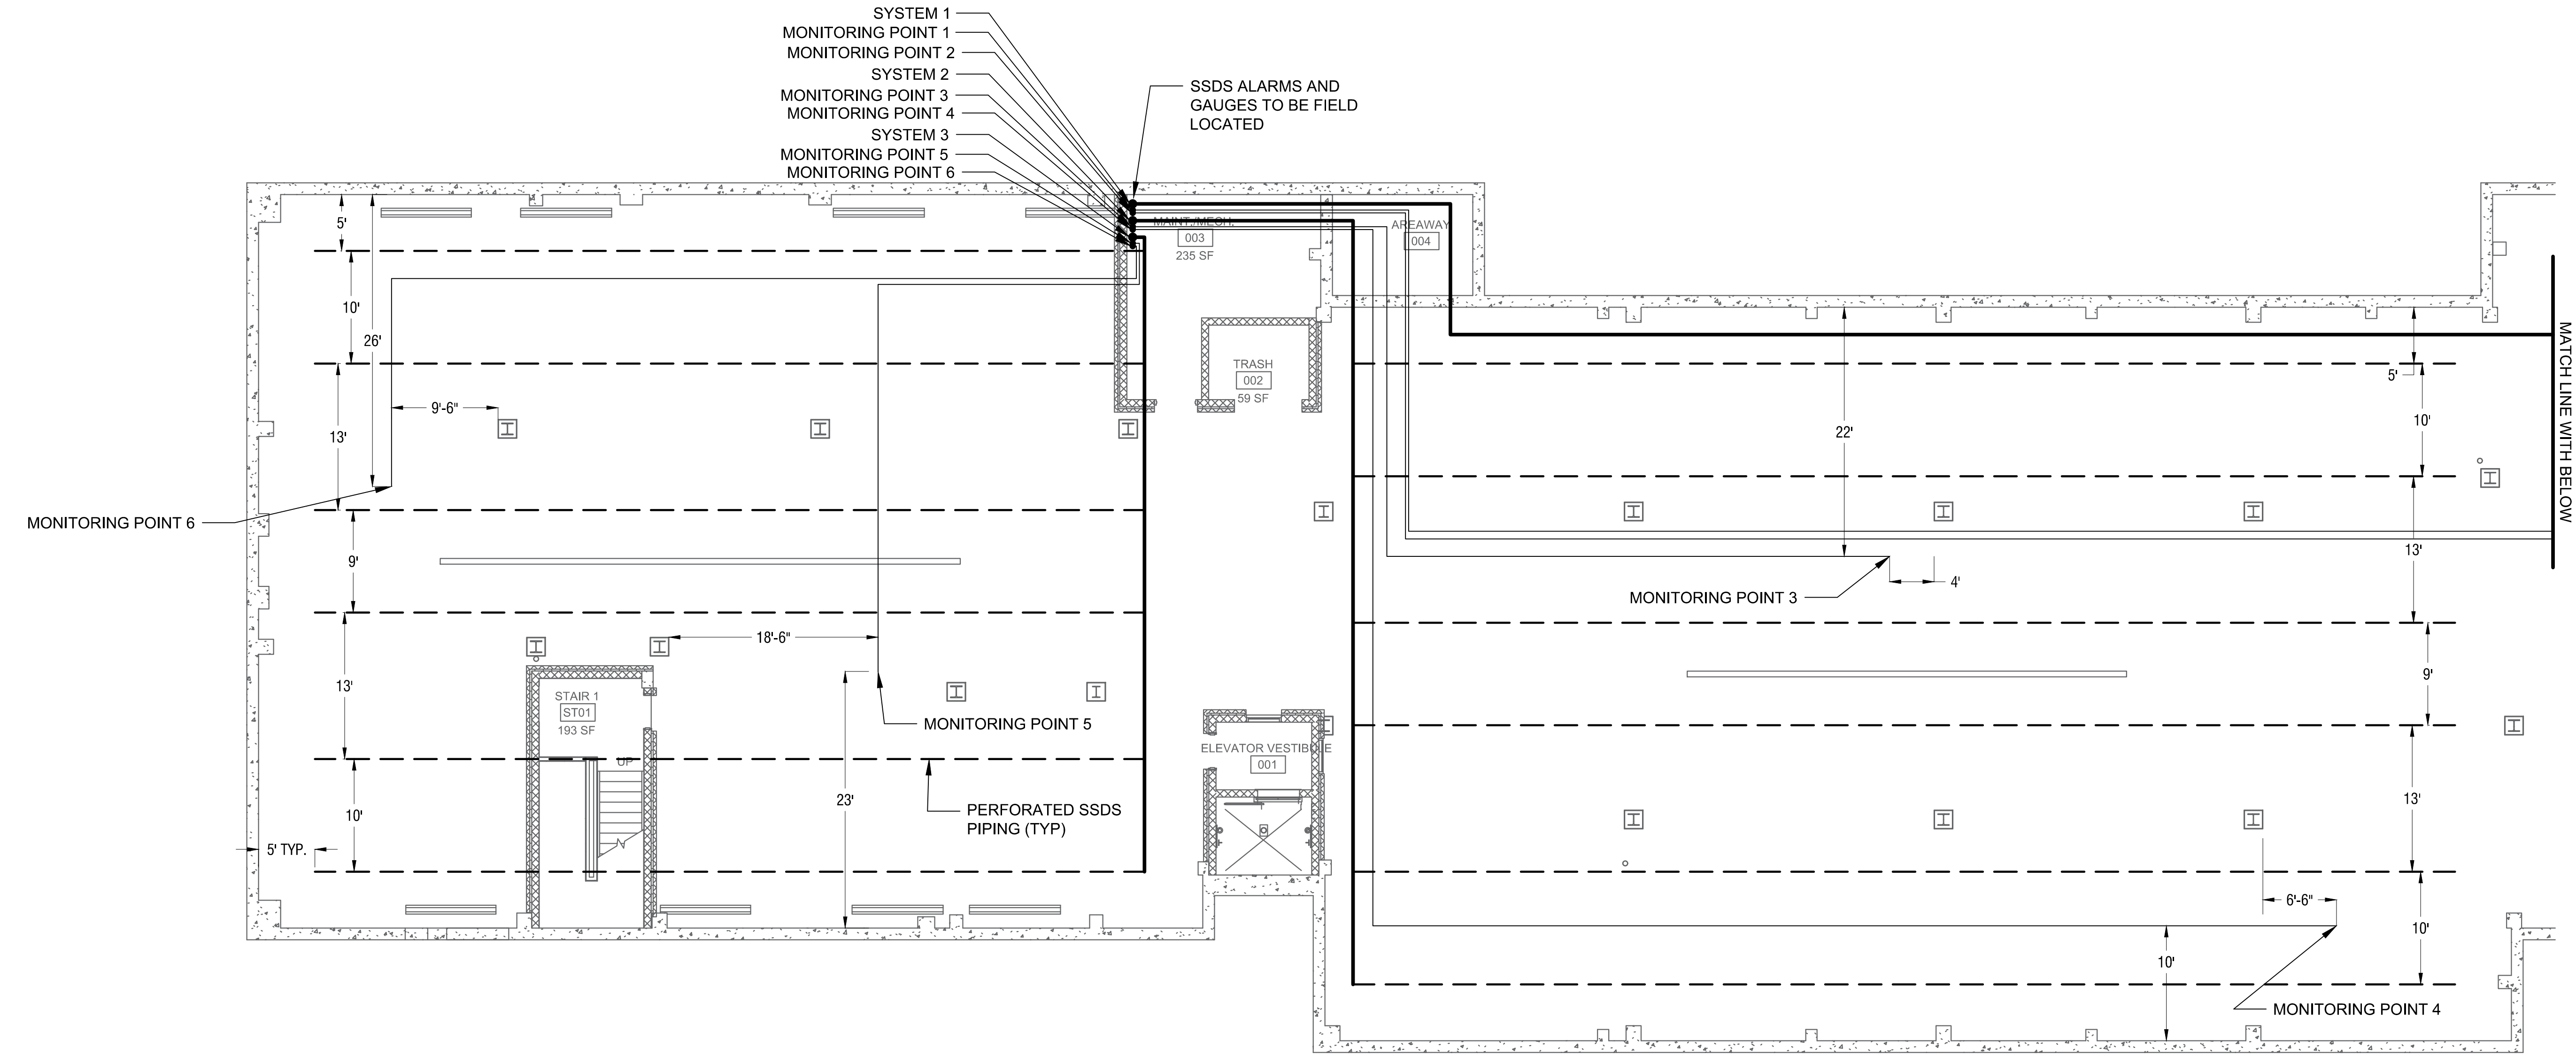 SYSTEM 1
MONITORING POINT 1
MONITORING POINT 2
SYSTEM 2
MONITORING POINT 3
MONITORING POINT 4
SYSTEM 3
MONITORING POINT 5
MONITORING POINT 6
SSDS ALARMS AND
GAUGES TO BE FIELD
LOCATED
5'
10'
26'
13'
9'-6"
MONITORING POINT 6
9'
18'-6"
13'
STAIR 1
ST01
193 SF
UP
MONITORING POINT 5
23'
PERFORATED SSDS
PIPING (TYP)
10'
5' TYP.
MAINT./MECH.
003
235 SF
AREAWAY
004
TRASH
002
59 SF
ELEVATOR VESTIBULE
001
5'
10'
22'
13'
4'
MONITORING POINT 3
9'
13'
6'-6"
10'
10'
MONITORING POINT 4
MATCH LINE WITH BELOW